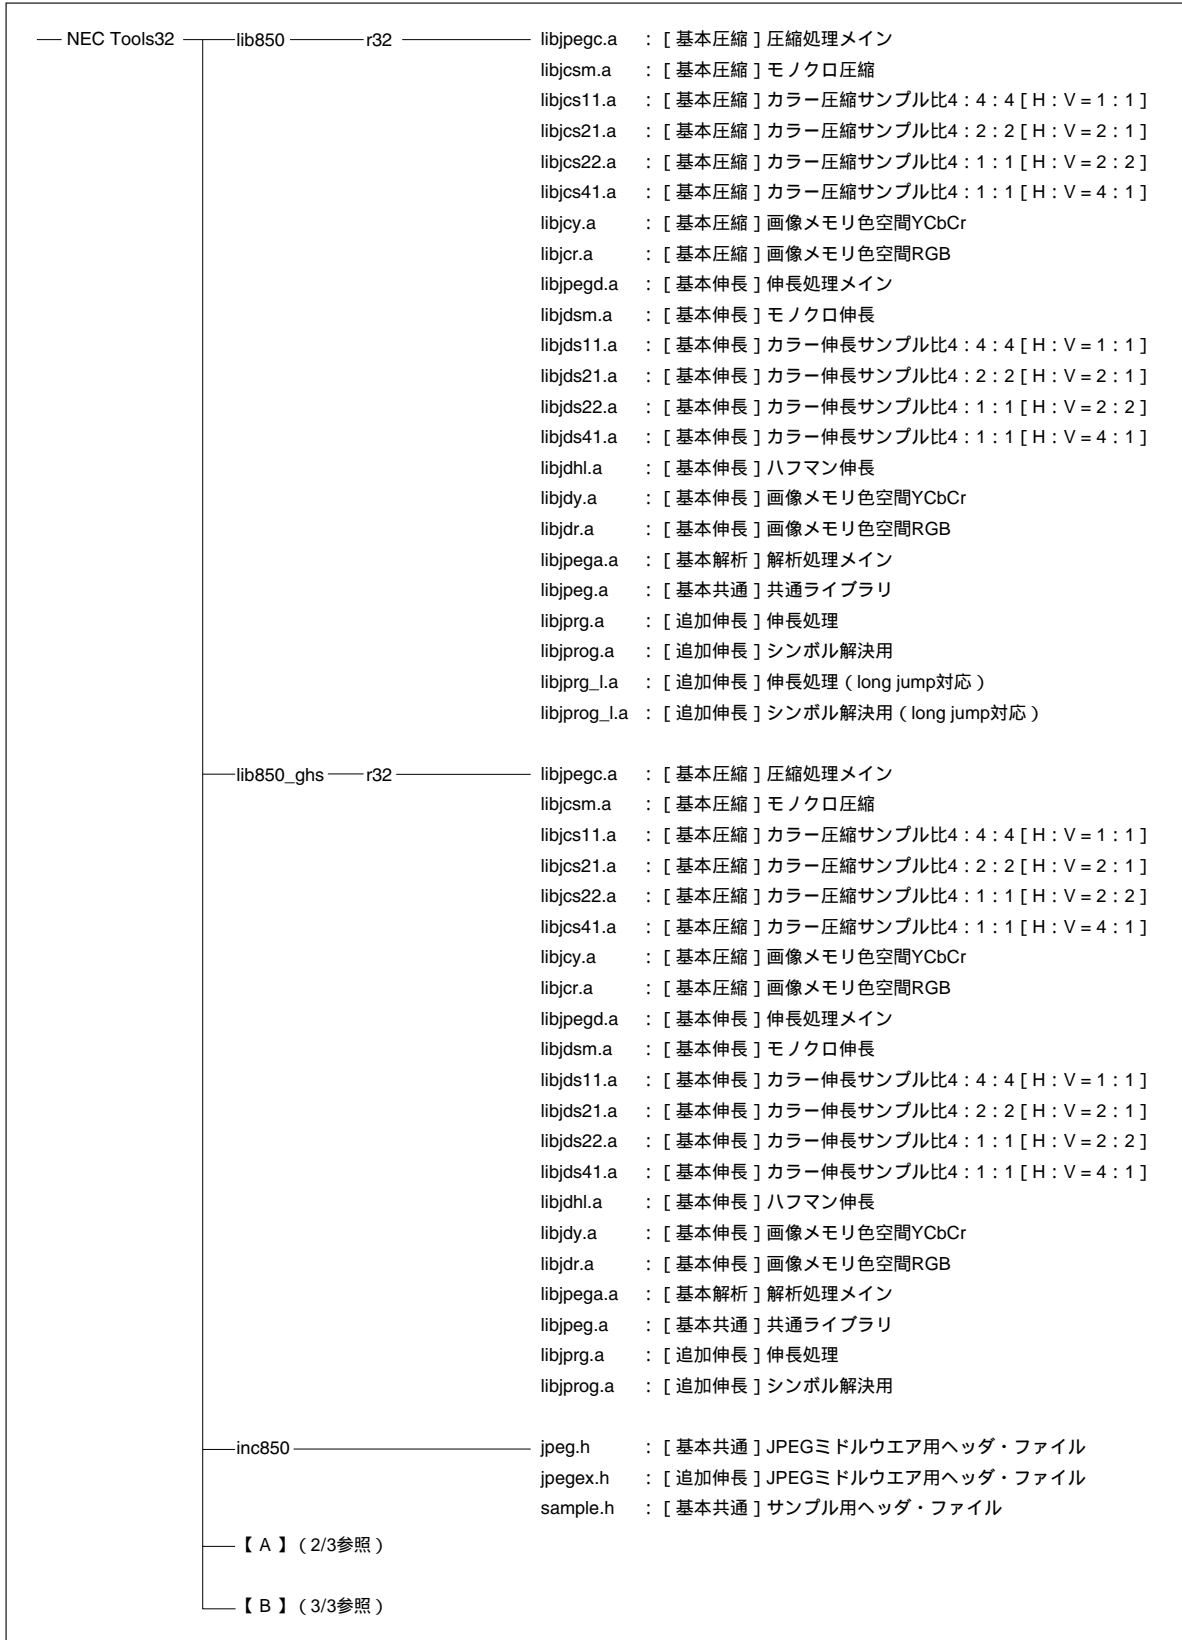 NEC Tools32 lib850 r32 libjpegc.a : [ 基本圧縮 ] 圧縮処理メイン
libjcsm.a : [ 基本圧縮 ] モノクロ圧縮
libjcs11.a : [ 基本圧縮 ] カラー圧縮サンプル比4 : 4 : 4 [ H : V = 1 : 1 ]
libjcs21.a : [ 基本圧縮 ] カラー圧縮サンプル比4 : 2 : 2 [ H : V = 2 : 1 ]
libjcs22.a : [ 基本圧縮 ] カラー圧縮サンプル比4 : 1 : 1 [ H : V = 2 : 2 ]
libjcs41.a : [ 基本圧縮 ] カラー圧縮サンプル比4 : 1 : 1 [ H : V = 4 : 1 ]
libjcy.a : [ 基本圧縮 ] 画像メモリ色空間YCbCr
libjcr.a : [ 基本圧縮 ] 画像メモリ色空間RGB
libjpegd.a : [ 基本伸長 ] 伸長処理メイン
libjdsm.a : [ 基本伸長 ] モノクロ伸長
libjds11.a : [ 基本伸長 ] カラー伸長サンプル比4 : 4 : 4 [ H : V = 1 : 1 ]
libjds21.a : [ 基本伸長 ] カラー伸長サンプル比4 : 2 : 2 [ H : V = 2 : 1 ]
libjds22.a : [ 基本伸長 ] カラー伸長サンプル比4 : 1 : 1 [ H : V = 2 : 2 ]
libjds41.a : [ 基本伸長 ] カラー伸長サンプル比4 : 1 : 1 [ H : V = 4 : 1 ]
libjdhl.a : [ 基本伸長 ] ハフマン伸長
libjdy.a : [ 基本伸長 ] 画像メモリ色空間YCbCr
libjdr.a : [ 基本伸長 ] 画像メモリ色空間RGB
libjpega.a : [ 基本解析 ] 解析処理メイン
libjpeg.a : [ 基本共通 ] 共通ライブラリ
libjprg.a : [ 追加伸長 ] 伸長処理
libjprog.a : [ 追加伸長 ] シンボル解決用
libjprg_l.a : [ 追加伸長 ] 伸長処理 ( long jump対応 )
libjprog_l.a : [ 追加伸長 ] シンボル解決用 ( long jump対応 )
lib850_ghs r32 libjpegc.a : [ 基本圧縮 ] 圧縮処理メイン
libjcsm.a : [ 基本圧縮 ] モノクロ圧縮
libjcs11.a : [ 基本圧縮 ] カラー圧縮サンプル比4 : 4 : 4 [ H : V = 1 : 1 ]
libjcs21.a : [ 基本圧縮 ] カラー圧縮サンプル比4 : 2 : 2 [ H : V = 2 : 1 ]
libjcs22.a : [ 基本圧縮 ] カラー圧縮サンプル比4 : 1 : 1 [ H : V = 2 : 2 ]
libjcs41.a : [ 基本圧縮 ] カラー圧縮サンプル比4 : 1 : 1 [ H : V = 4 : 1 ]
libjcy.a : [ 基本圧縮 ] 画像メモリ色空間YCbCr
libjcr.a : [ 基本圧縮 ] 画像メモリ色空間RGB
libjpegd.a : [ 基本伸長 ] 伸長処理メイン
libjdsm.a : [ 基本伸長 ] モノクロ伸長
libjds11.a : [ 基本伸長 ] カラー伸長サンプル比4 : 4 : 4 [ H : V = 1 : 1 ]
libjds21.a : [ 基本伸長 ] カラー伸長サンプル比4 : 2 : 2 [ H : V = 2 : 1 ]
libjds22.a : [ 基本伸長 ] カラー伸長サンプル比4 : 1 : 1 [ H : V = 2 : 2 ]
libjds41.a : [ 基本伸長 ] カラー伸長サンプル比4 : 1 : 1 [ H : V = 4 : 1 ]
libjdhl.a : [ 基本伸長 ] ハフマン伸長
libjdy.a : [ 基本伸長 ] 画像メモリ色空間YCbCr
libjdr.a : [ 基本伸長 ] 画像メモリ色空間RGB
libjpega.a : [ 基本解析 ] 解析処理メイン
libjpeg.a : [ 基本共通 ] 共通ライブラリ
libjprg.a : [ 追加伸長 ] 伸長処理
libjprog.a : [ 追加伸長 ] シンボル解決用
inc850 jpeg.h : [ 基本共通 ] JPEGミドルウエア用ヘッダ・ファイル
jpegex.h : [ 追加伸長 ] JPEGミドルウエア用ヘッダ・ファイル
sample.h : [ 基本共通 ] サンプル用ヘッダ・ファイル
【 A 】 ( 2/3参照 )
【 B 】 ( 3/3参照 )